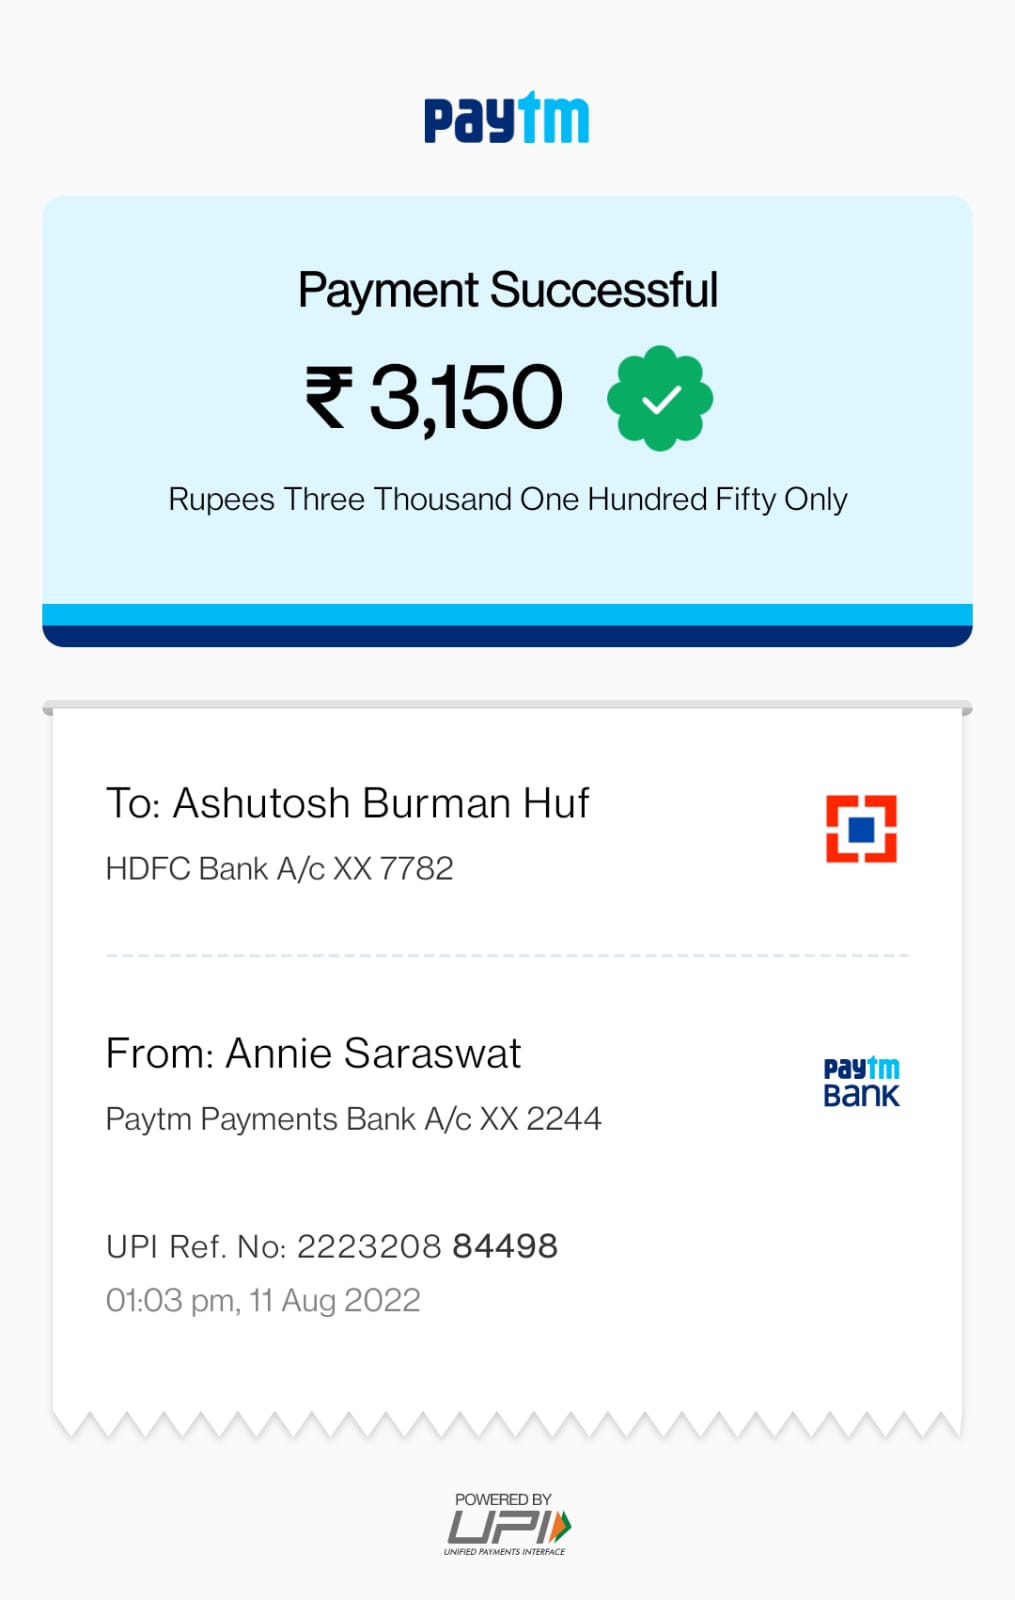 paytm
Payment Successful
₹ 3,150
Rupees Three Thousand One Hundred Fifty Only
To: Ashutosh Burman Huf
HDFC Bank A/c XX 7782
From: Annie Saraswat
Paytm Payments Bank A/c XX 2244
paytm
BANK
UPI Ref. No: 2223208 84498
01:03 pm, 11 Aug 2022
POWERED BY
UPI
UNIFIED PAYMENTS INTERFACE